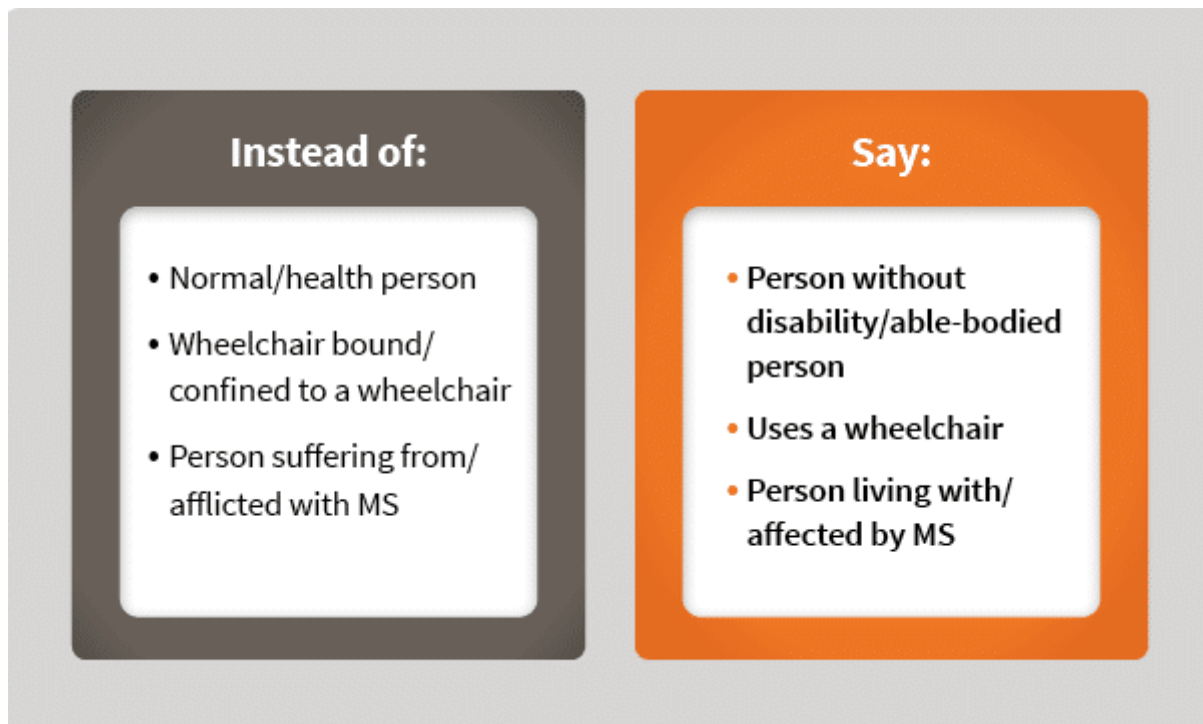 Instead of:
• Normal/health person
• Wheelchair bound/
confined to a wheelchair
• Person suffering from/
afflicted with MS
Say:
• Person without
disability/able-bodied
person
• Uses a wheelchair
• Person living with/
affected by MS